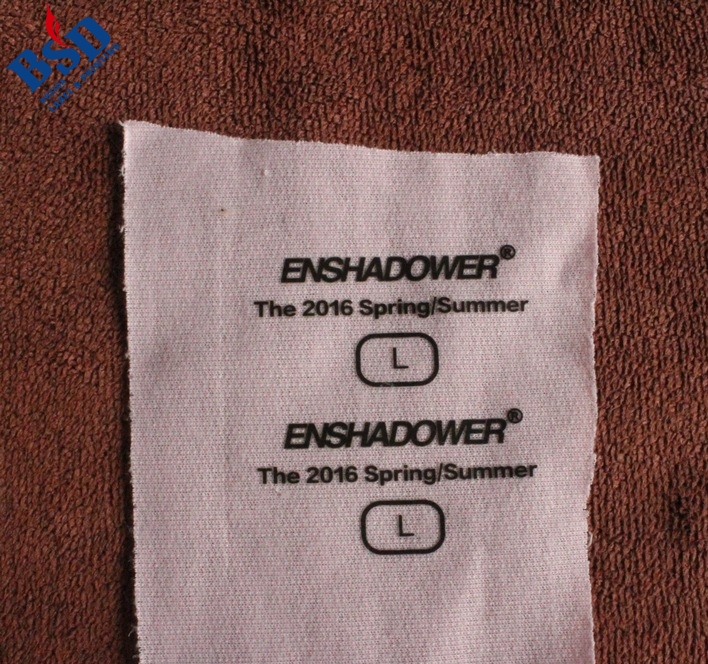 BSD
ENSHADOWER®
The 2016 Spring/Summer
L
ENSHADOWER®
The 2016 Spring/Summer
L